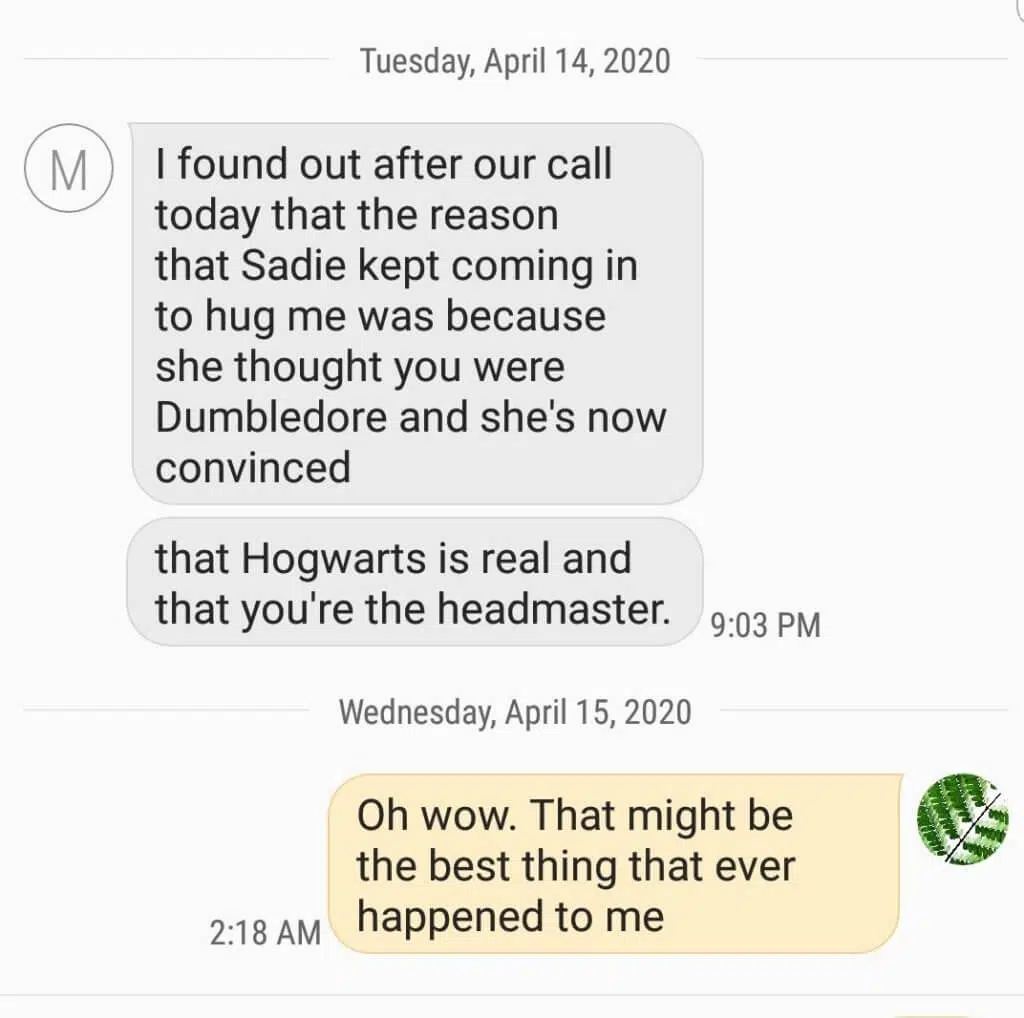 Tuesday, April 14, 2020
M
I found out after our call
today that the reason
that Sadie kept coming in
to hug me was because
she thought you were
Dumbledore and she's now
convinced
that Hogwarts is real and
that you're the headmaster.
9:03 PM
Wednesday, April 15, 2020
Oh wow. That might be
the best thing that ever
happened to me
2:18 AM